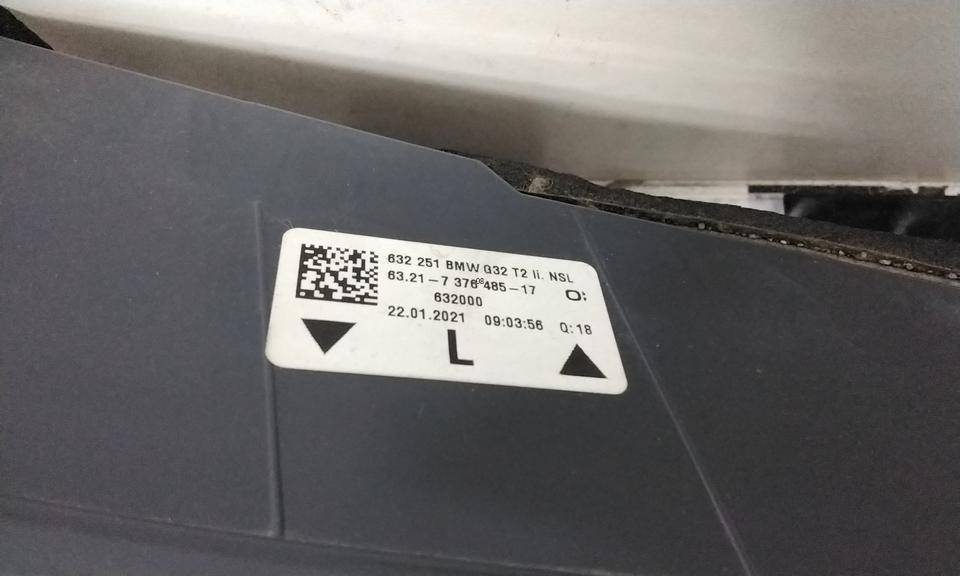 632 251 BMW G32 T2 li. NSL
63.21-7 376 485-17 O:
632000
22.01.2021 09:03:56 Q:18
L